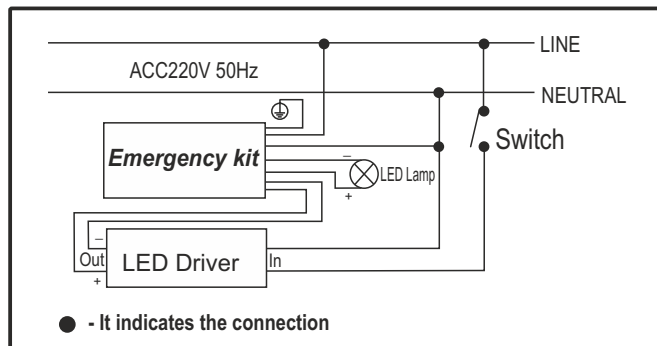 LINE
ACC220V 50Hz
NEUTRAL
Emergency kit
Switch
–
LED Lamp
+
–
Out
LED Driver
In
+
● - It indicates the connection